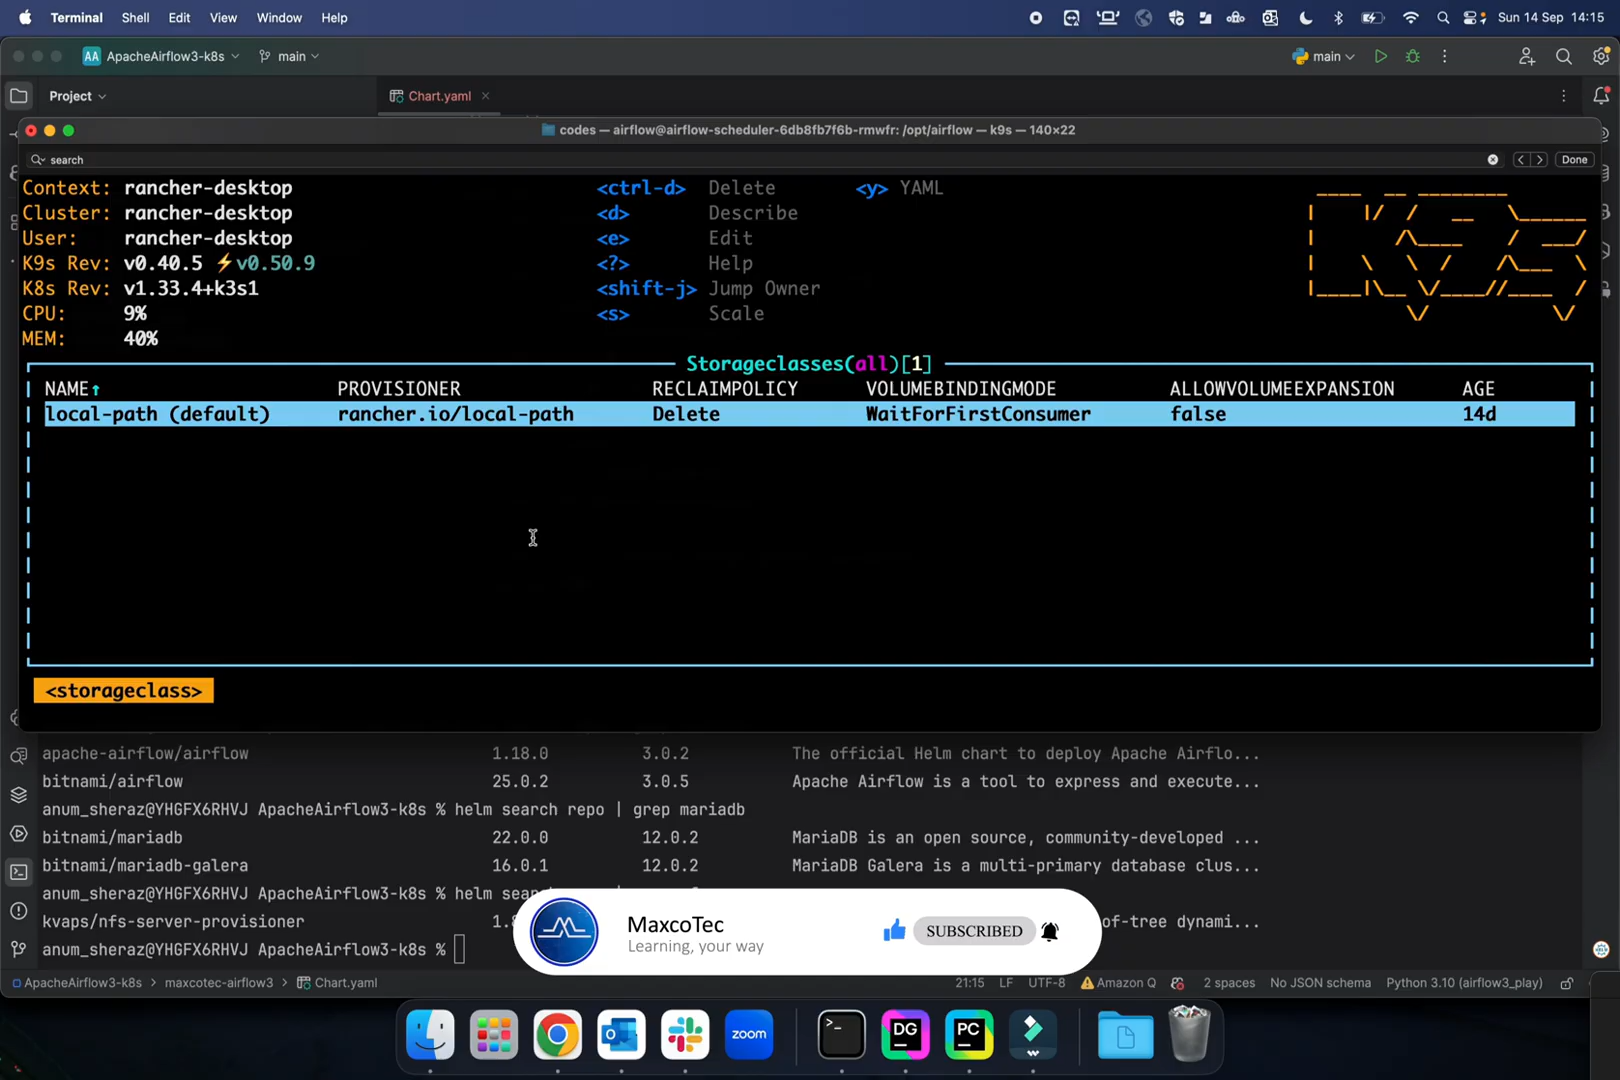 Terminal Shell Edit View Window Help Sun 14 Sep 14:15
AA ApacheAirflow3-k8s main main
Project Chart.yaml
codes — airflow@airflow-scheduler-6db8fb7f6b-rmwfr: /opt/airflow — k9s — 140×22
search Done
Context: rancher-desktop <ctrl-d> Delete <y> YAML
Cluster: rancher-desktop <d> Describe
User: rancher-desktop <e> Edit
K9s Rev: v0.40.5 ⚡v0.50.9 <?> Help
K8s Rev: v1.33.4+k3s1 <shift-j> Jump Owner
CPU: 9% <s> Scale
MEM: 40%
Storageclasses(all)[1]
NAME↑ PROVISIONER RECLAIMPOLICY VOLUMEBINDINGMODE ALLOWVOLUMEEXPANSION AGE
local-path (default) rancher.io/local-path Delete WaitForFirstConsumer false 14d
<storageclass>
apache-airflow/airflow 1.18.0 3.0.2 The official Helm chart to deploy Apache Airflo...
bitnami/airflow 25.0.2 3.0.5 Apache Airflow is a tool to express and execute...
anum_sheraz@YHGFX6RHVJ ApacheAirflow3-k8s % helm search repo | grep mariadb
bitnami/mariadb 22.0.0 12.0.2 MariaDB is an open source, community-developed ...
bitnami/mariadb-galera 16.0.1 12.0.2 MariaDB Galera is a multi-primary database clus...
anum_sheraz@YHGFX6RHVJ ApacheAirflow3-k8s % helm
kvaps/nfs-server-provisioner of-tree dynami...
anum_sheraz@YHGFX6RHVJ ApacheAirflow3-k8s %
MaxcoTec
Learning, your way
SUBSCRIBED
ApacheAirflow3-k8s > maxcotec-airflow3 > Chart.yaml 21:15 LF UTF-8 Amazon Q 2 spaces No JSON schema Python 3.10 (airflow3_play)
zoom DG PC